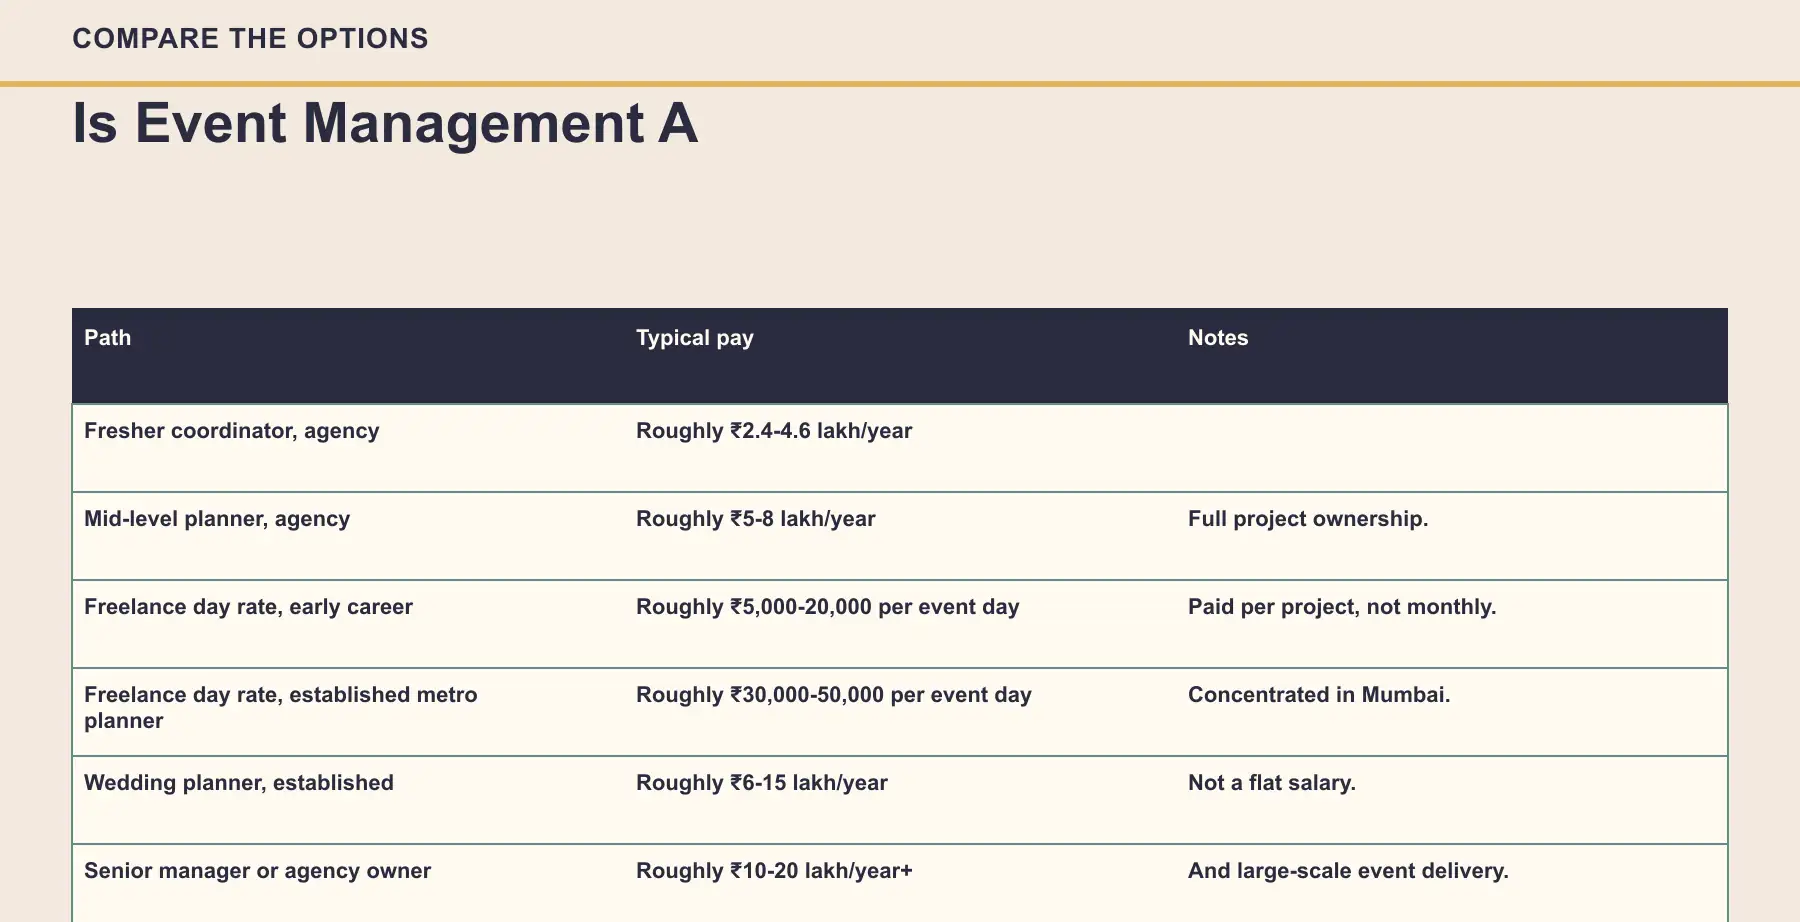 COMPARE THE OPTIONS
Is Event Management A
Path Typical pay Notes
Fresher coordinator, agency Roughly ₹2.4-4.6 lakh/year
Mid-level planner, agency Roughly ₹5-8 lakh/year Full project ownership.
Freelance day rate, early career Roughly ₹5,000-20,000 per event day Paid per project, not monthly.
Freelance day rate, established metro Roughly ₹30,000-50,000 per event day Concentrated in Mumbai.
planner
Wedding planner, established Roughly ₹6-15 lakh/year Not a flat salary.
Senior manager or agency owner Roughly ₹10-20 lakh/year+ And large-scale event delivery.